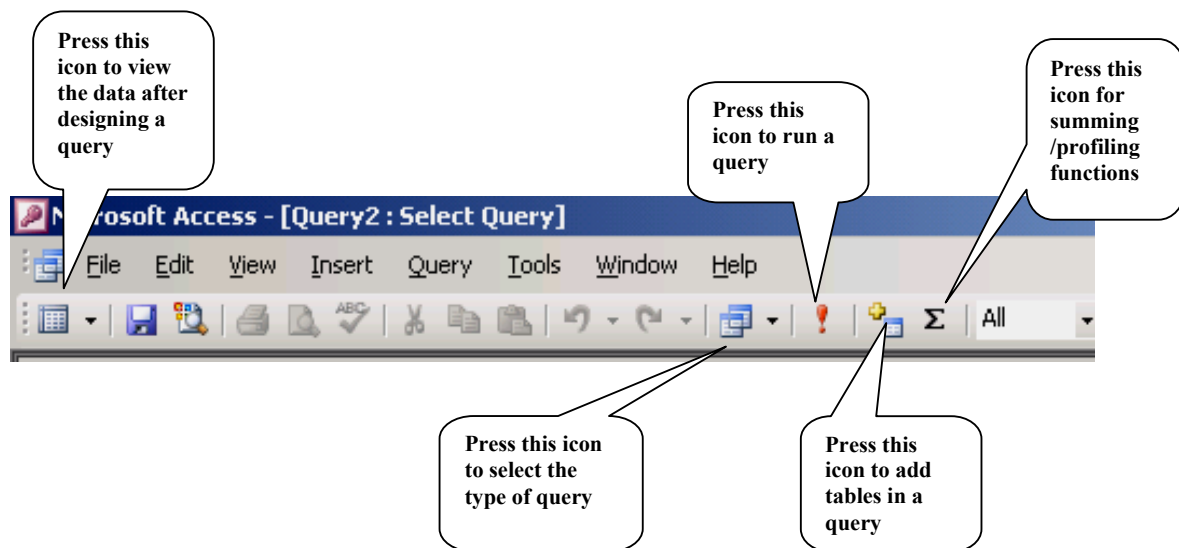 Press this
icon to view
the data after
designing a
query
Press this
icon to run a
query
Press this
icon for
summing
/profiling
functions
rosoft Access - [Query2 : Select Query]
File Edit View Insert Query Tools Window Help
ABC
Σ All
Press this icon
to select the
type of query
Press this
icon to add
tables in a
query